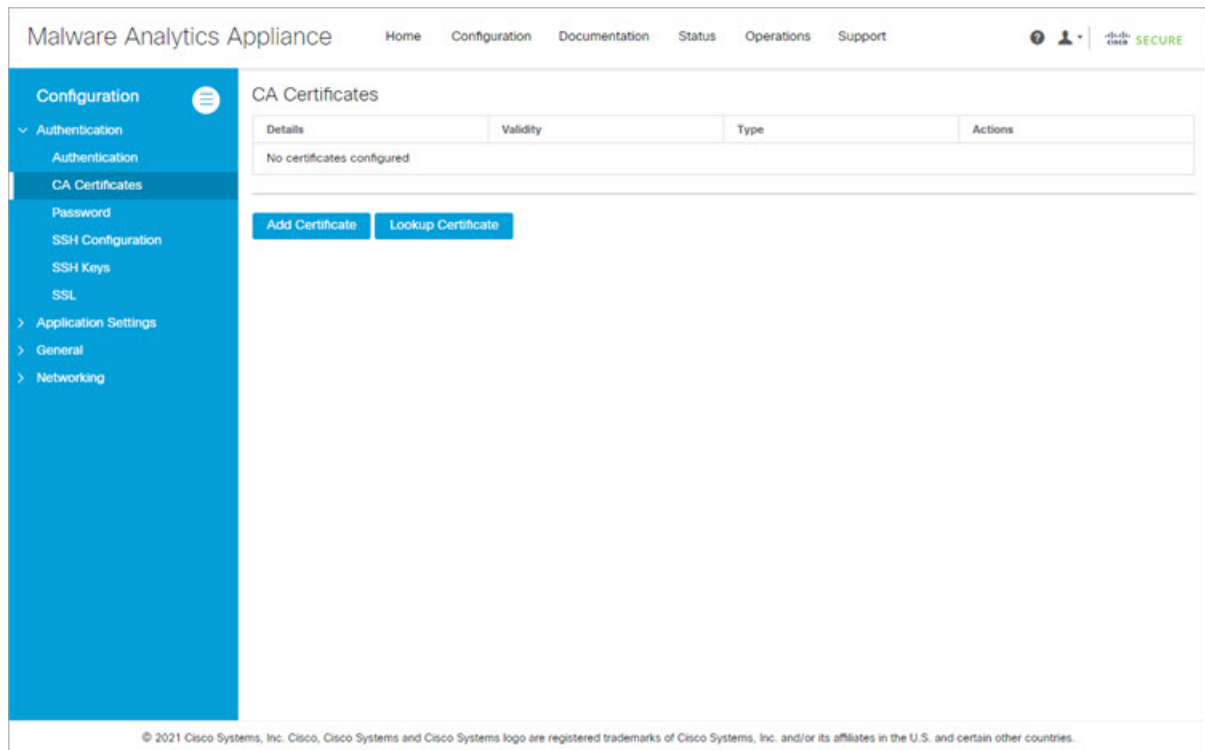 Malware Analytics Appliance Home Configuration Documentation Status Operations Support cisco SECURE
Configuration
Authentication
Authentication
CA Certificates
Password
SSH Configuration
SSH Keys
SSL
Application Settings
General
Networking
CA Certificates
Details Validity Type Actions
No certificates configured
Add Certificate Lookup Certificate
© 2021 Cisco Systems, Inc. Cisco, Cisco Systems and Cisco Systems logo are registered trademarks of Cisco Systems, Inc. and/or its affiliates in the U.S. and certain other countries.